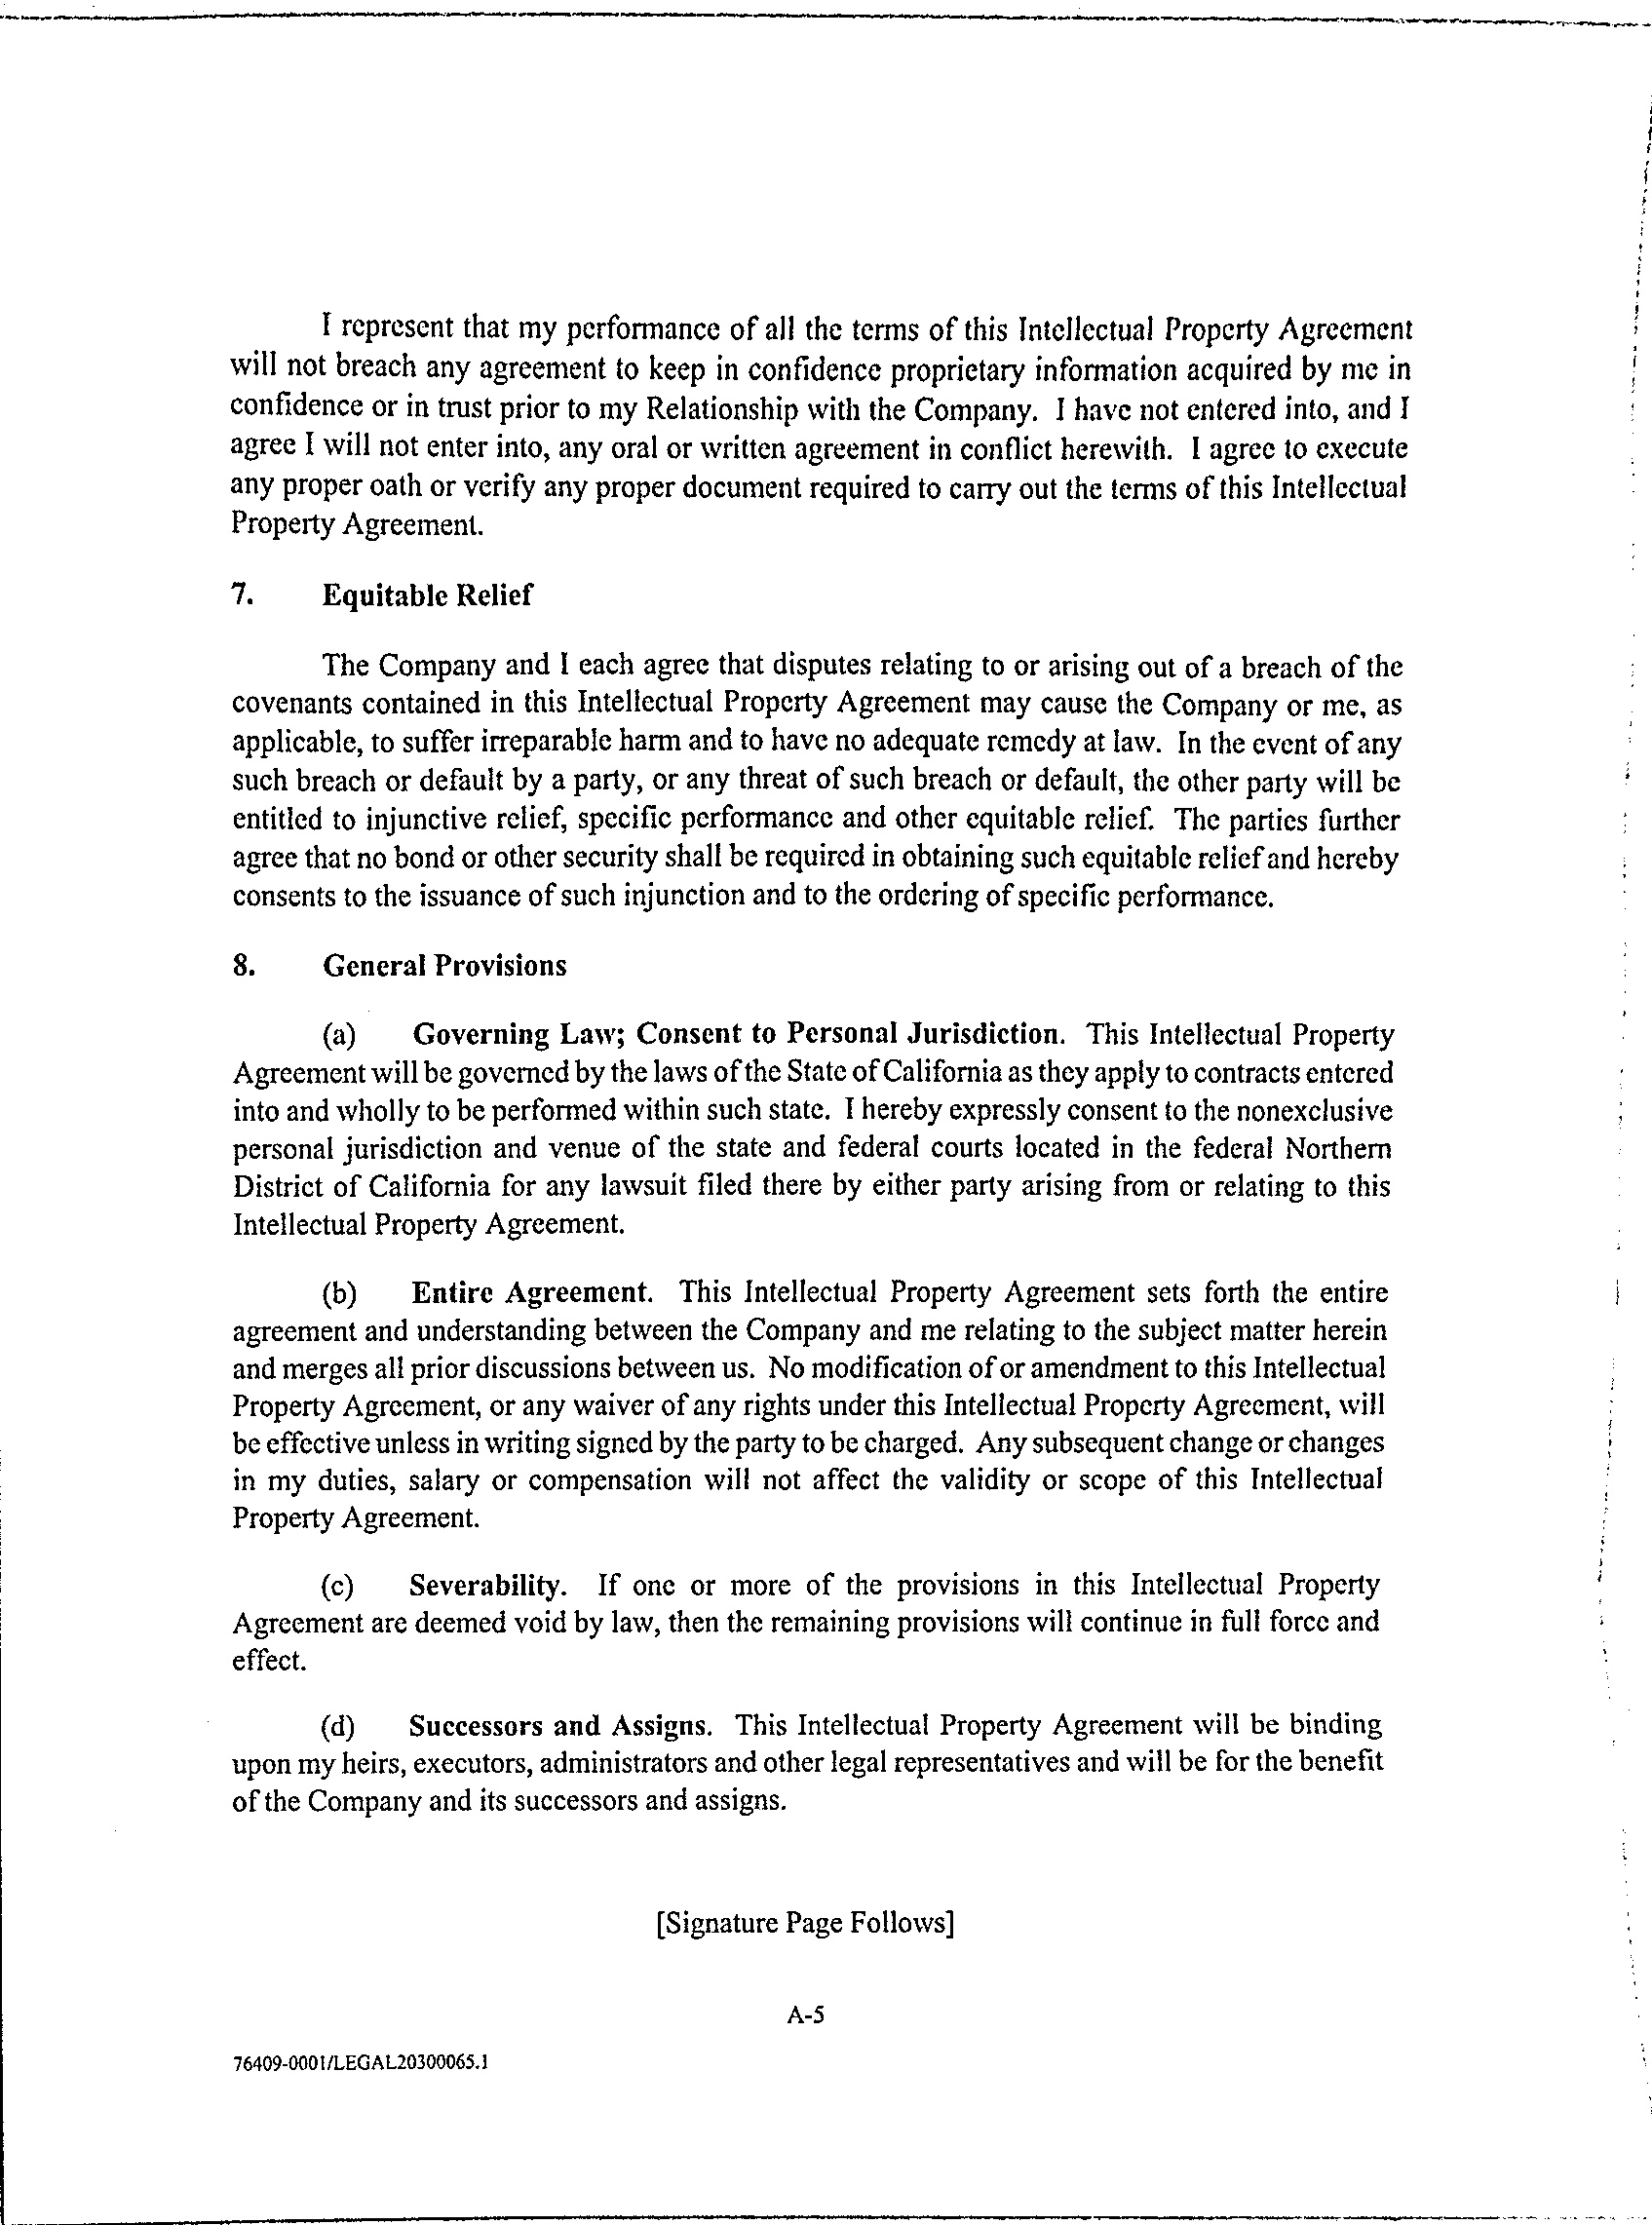 I represent that my performance of all the terms of this Intellectual Property Agreement
will not breach any agreement to keep in confidence proprietary information acquired by me in
confidence or in trust prior to my Relationship with the Company. I have not entered into, and I
agree I will not enter into, any oral or written agreement in conflict herewith. I agree to execute
any proper oath or verify any proper document required to carry out the terms of this Intellectual
Property Agreement.
7. Equitable Relief
The Company and I each agree that disputes relating to or arising out of a breach of the
covenants contained in this Intellectual Property Agreement may cause the Company or me, as
applicable, to suffer irreparable harm and to have no adequate remedy at law. In the event of any
such breach or default by a party, or any threat of such breach or default, the other party will be
entitled to injunctive relief, specific performance and other equitable relief. The parties further
agree that no bond or other security shall be required in obtaining such equitable relief and hereby
consents to the issuance of such injunction and to the ordering of specific performance.
8. General Provisions
(a) Governing Law; Consent to Personal Jurisdiction. This Intellectual Property
Agreement will be governed by the laws of the State of California as they apply to contracts entered
into and wholly to be performed within such state. I hereby expressly consent to the nonexclusive
personal jurisdiction and venue of the state and federal courts located in the federal Northern
District of California for any lawsuit filed there by either party arising from or relating to this
Intellectual Property Agreement.
(b) Entire Agreement. This Intellectual Property Agreement sets forth the entire
agreement and understanding between the Company and me relating to the subject matter herein
and merges all prior discussions between us. No modification of or amendment to this Intellectual
Property Agreement, or any waiver of any rights under this Intellectual Property Agreement, will
be effective unless in writing signed by the party to be charged. Any subsequent change or changes
in my duties, salary or compensation will not affect the validity or scope of this Intellectual
Property Agreement.
(c) Severability. If one or more of the provisions in this Intellectual Property
Agreement are deemed void by law, then the remaining provisions will continue in full force and
effect.
(d) Successors and Assigns. This Intellectual Property Agreement will be binding
upon my heirs, executors, administrators and other legal representatives and will be for the benefit
of the Company and its successors and assigns.
[Signature Page Follows]
A-5
76409-0001/LEGAL20300065.1